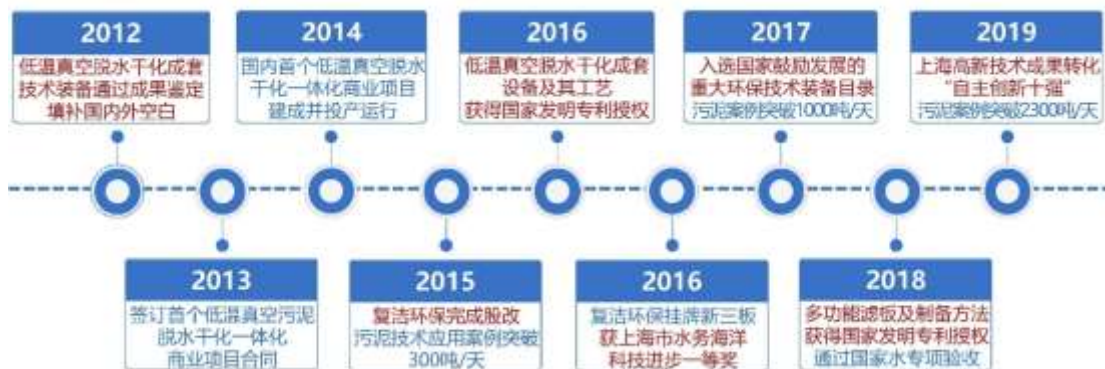 2012
低温真空脱水干化成套
技术装备通过成果鉴定
填补国内外空白
2013
签订首个低温真空污泥
脱水干化一体化
商业项目合同
2014
国内首个低温真空脱水
干化一体化商业项目
建成并投产运行
2015
复洁环保完成股改
污泥技术应用案例突破
300吨/天
2016
低温真空脱水干化成套
设备及其工艺
获得国家发明专利授权
2016
复洁环保挂牌新三板
获上海市水务海洋
科技进步一等奖
2017
入选国家鼓励发展的
重大环保技术装备目录
污泥案例突破1000吨/天
2018
多功能滤板及制备方法
获得国家发明专利授权
通过国家水专项验收
2019
上海高新技术成果转化
“自主创新十强”
污泥案例突破2300吨/天